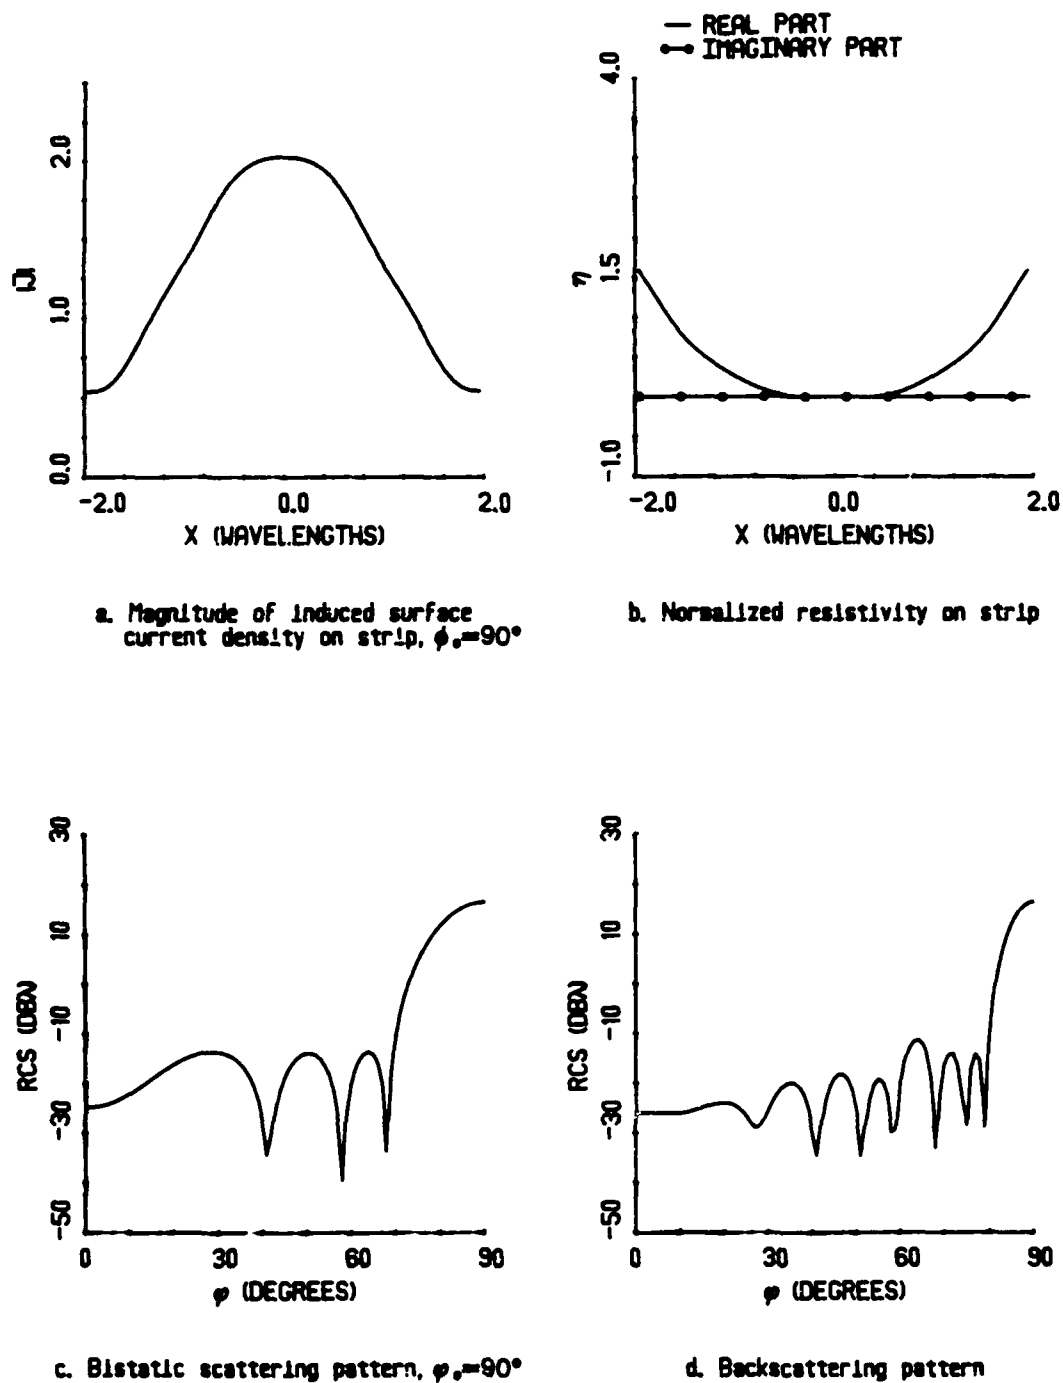 — REAL PART
•—• IMAGINARY PART
|J|
2.0
1.0
0.0
-2.0 0.0 2.0
X (WAVELENGTHS)
a. Magnitude of induced surface
current density on strip, ϕ₀=90°
η
4.0
1.5
-1.0
-2.0 0.0 2.0
X (WAVELENGTHS)
b. Normalized resistivity on strip
RCS (DBλ)
30
10
-10
-30
-50
0 30 60 90
φ (DEGREES)
c. Bistatic scattering pattern, φ₀=90°
RCS (DBλ)
30
10
-10
-30
-50
0 30 60 90
φ (DEGREES)
d. Backscattering pattern